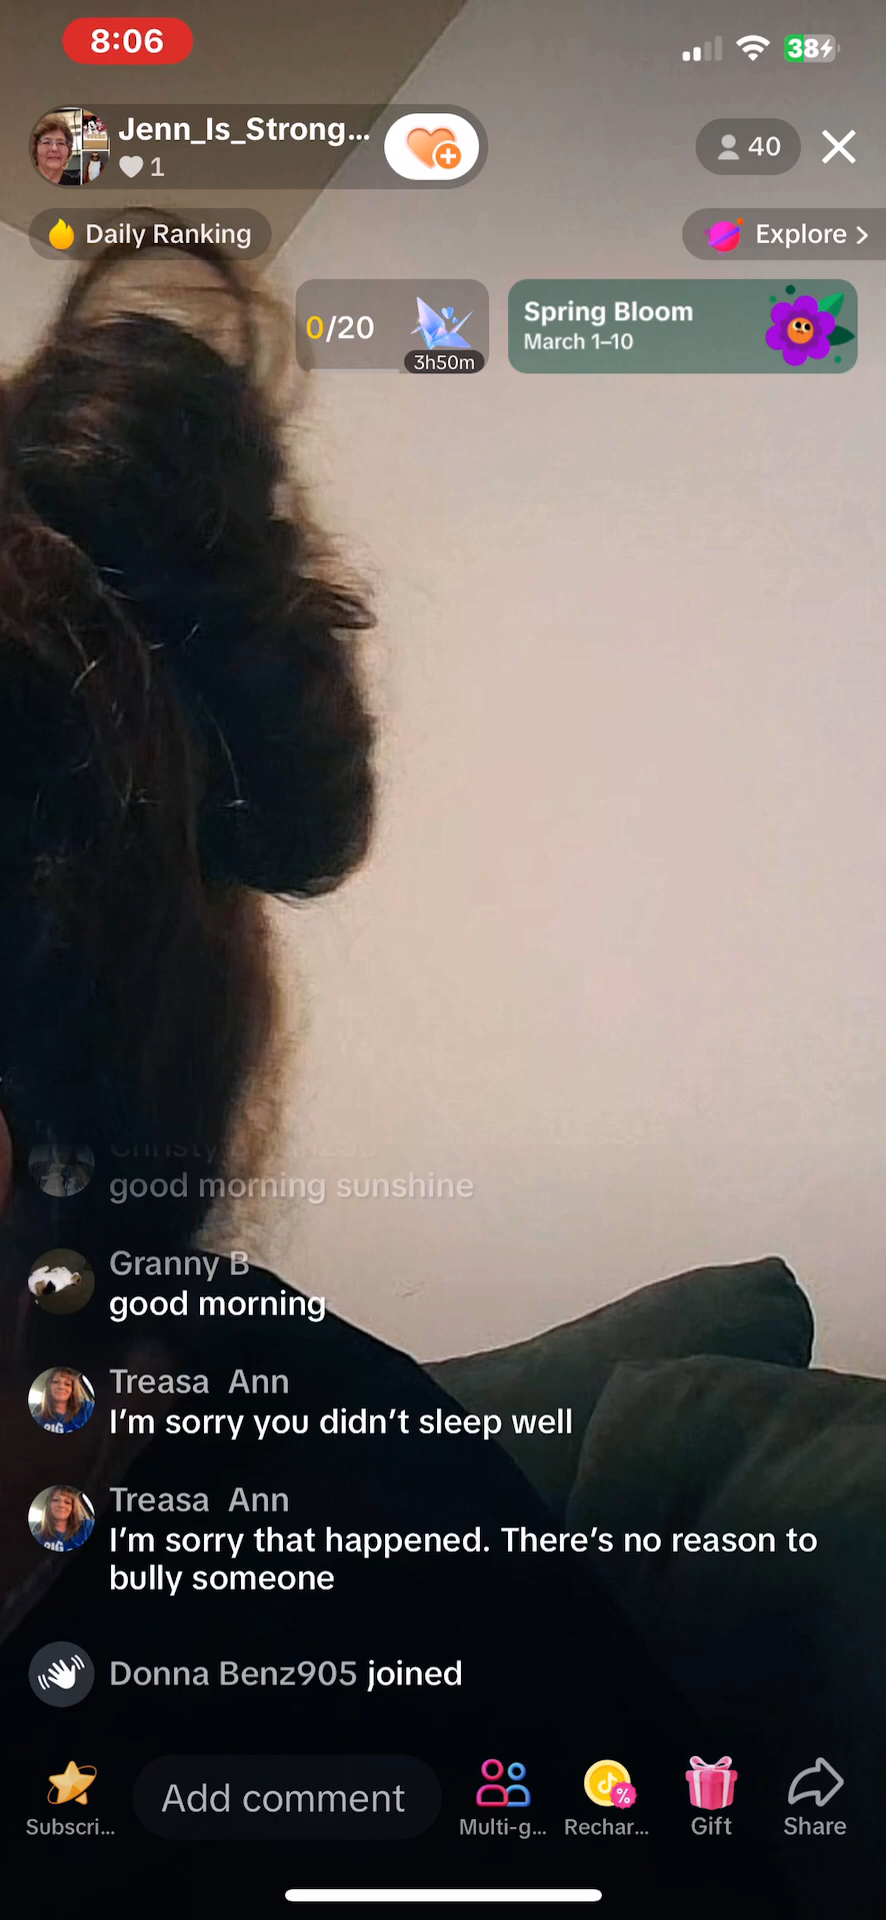 8:06
38
Jenn_Is_Strong...
1
40
Daily Ranking
Explore >
0/20
3h50m
Spring Bloom
March 1–10
good morning sunshine
Granny B
good morning
Treasa Ann
I'm sorry you didn't sleep well
Treasa Ann
I'm sorry that happened. There's no reason to
bully someone
Donna Benz905 joined
Subscri...
Add comment
Multi-g...
Rechar...
Gift
Share